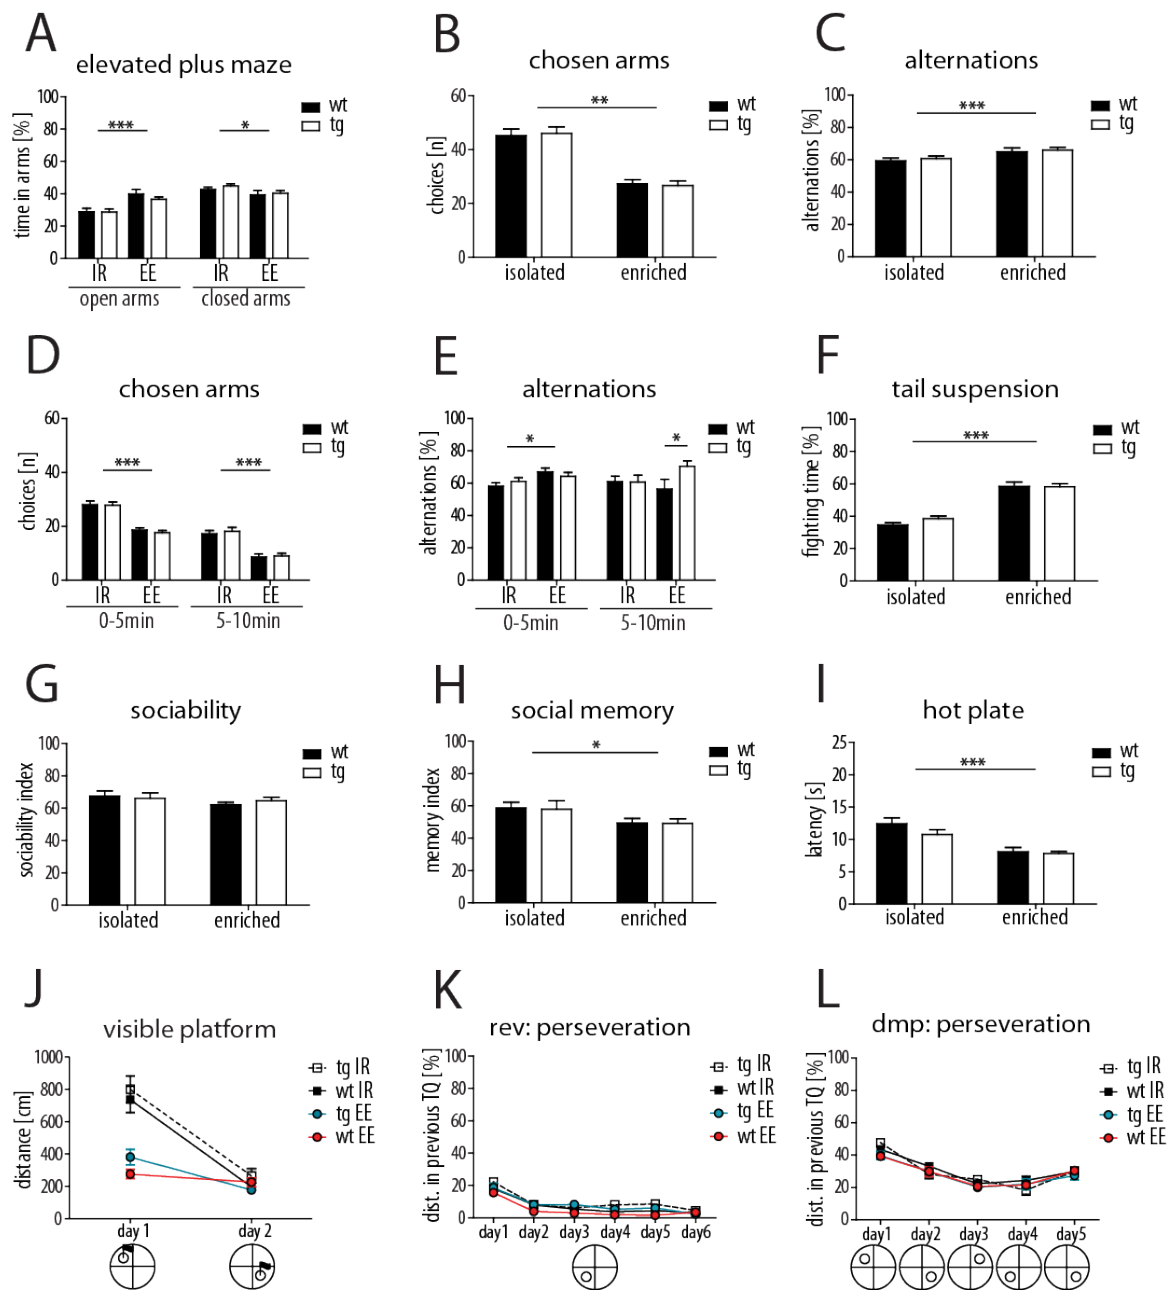 A
elevated plus maze
time in arms [%]
100
80
60
40
20
0
***
*
wt
tg
IR EE IR EE
open arms closed arms
B
chosen arms
choices [n]
60
40
20
0
**
wt
tg
isolated enriched
C
alternations
alternations [%]
100
80
60
40
20
0
***
wt
tg
isolated enriched
D
chosen arms
choices [n]
60
40
20
0
***
***
wt
tg
IR EE IR EE
0-5min 5-10min
E
alternations
alternations [%]
100
80
60
40
20
0
*
*
wt
tg
IR EE IR EE
0-5min 5-10min
F
tail suspension
fighting time [%]
100
80
60
40
20
0
***
wt
tg
isolated enriched
G
sociability
sociability index
100
80
60
40
20
0
wt
tg
isolated enriched
H
social memory
memory index
100
80
60
40
20
0
*
wt
tg
isolated enriched
I
hot plate
latency [s]
25
20
15
10
5
0
***
wt
tg
isolated enriched
J
visible platform
distance [cm]
1000
800
600
400
200
0
tg IR
wt IR
tg EE
wt EE
day 1 day 2
K
rev: perseveration
dist. in previous TQ [%]
100
80
60
40
20
0
tg IR
wt IR
tg EE
wt EE
day1 day2 day3 day4 day5 day6
L
dmp: perseveration
dist. in previous TQ [%]
100
80
60
40
20
0
tg IR
wt IR
tg EE
wt EE
day1 day2 day3 day4 day5